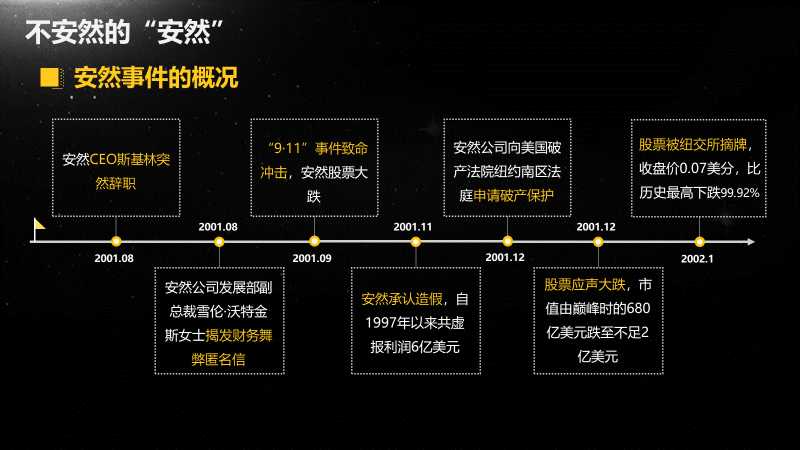 不安然的“安然”
安然事件的概况
安然CEO斯基林突
然辞职
“9·11”事件致命
冲击，安然股票大
跌
安然公司向美国破
产法院纽约南区法
庭申请破产保护
股票被纽交所摘牌，
收盘价0.07美分，比
历史最高下跌99.92%
2001.08
2001.11
2001.12
2001.08
2001.09
2001.12
2002.1
安然公司发展部副
总裁雪伦·沃特金
斯女士揭发财务舞
弊匿名信
安然承认造假，自
1997年以来共虚
报利润6亿美元
股票应声大跌，市
值由巅峰时的680
亿美元跌至不足2
亿美元